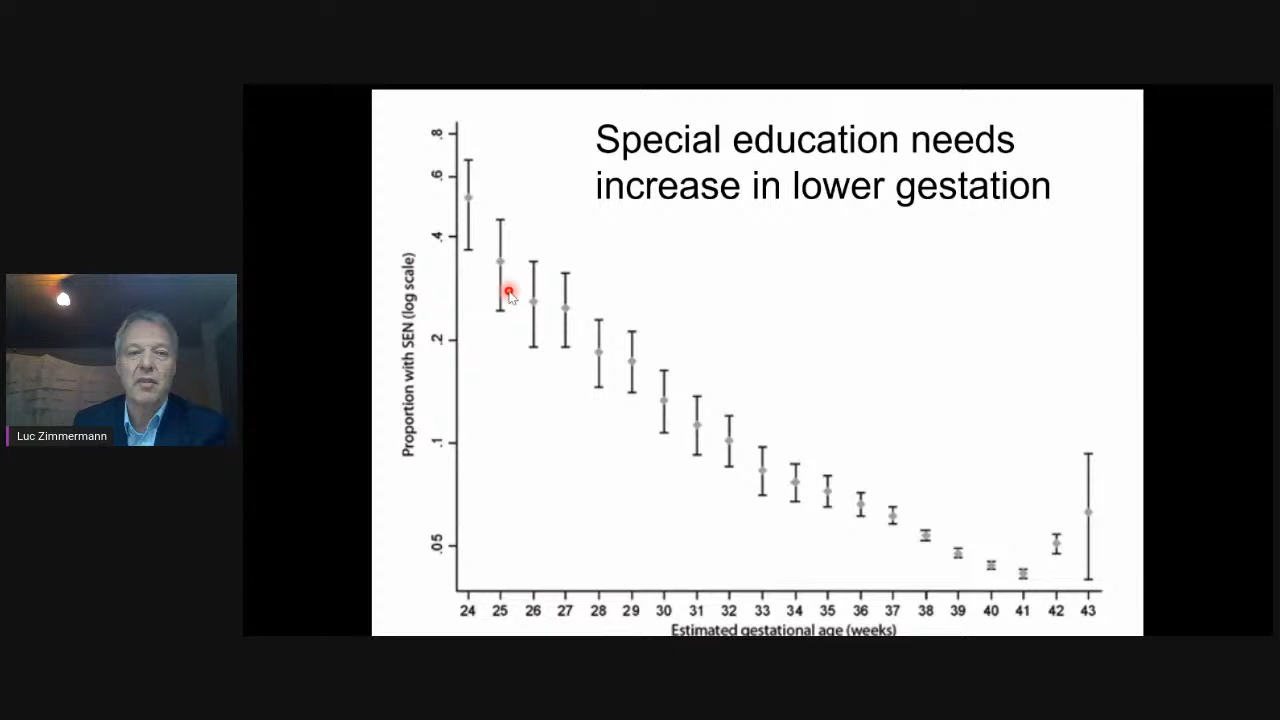 Special education needs
increase in lower gestation
Proportion with SEN (log scale)
.8
.6
.4
.2
.1
.05
24 25 26 27 28 29 30 31 32 33 34 35 36 37 38 39 40 41 42 43
Estimated gestational age (weeks)
Luc Zimmermann